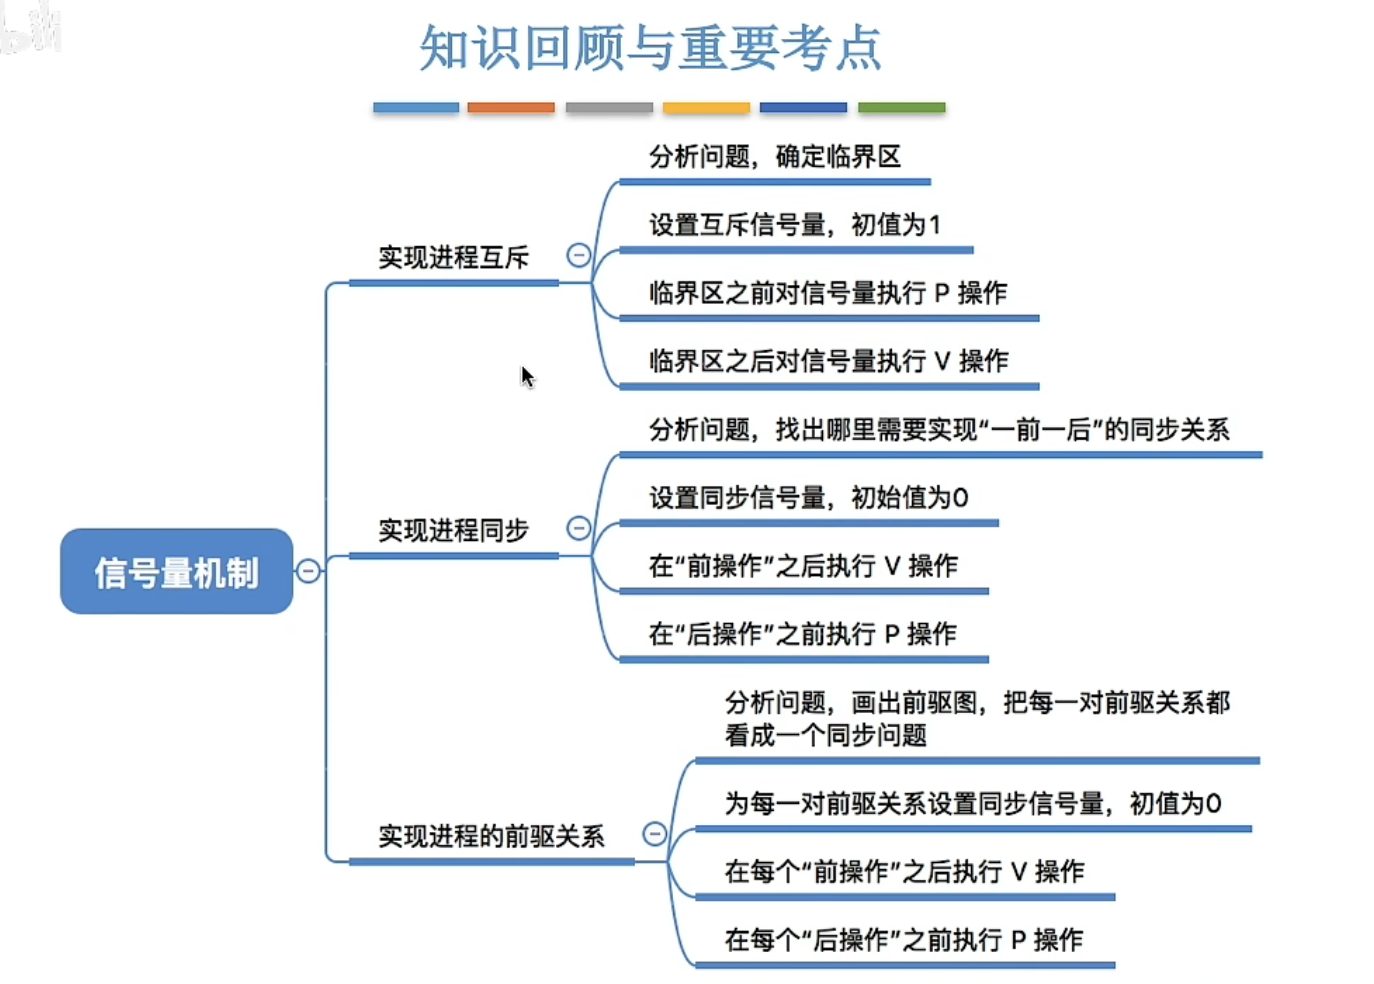 知识回顾与重要考点
分析问题，确定临界区
设置互斥信号量，初值为1
实现进程互斥
临界区之前对信号量执行 P 操作
临界区之后对信号量执行 V 操作
分析问题，找出哪里需要实现“一前一后”的同步关系
设置同步信号量，初始值为0
实现进程同步
在“前操作”之后执行 V 操作
信号量机制
在“后操作”之前执行 P 操作
分析问题，画出前驱图，把每一对前驱关系都
看成一个同步问题
为每一对前驱关系设置同步信号量，初值为0
实现进程的前驱关系
在每个“前操作”之后执行 V 操作
在每个“后操作”之前执行 P 操作